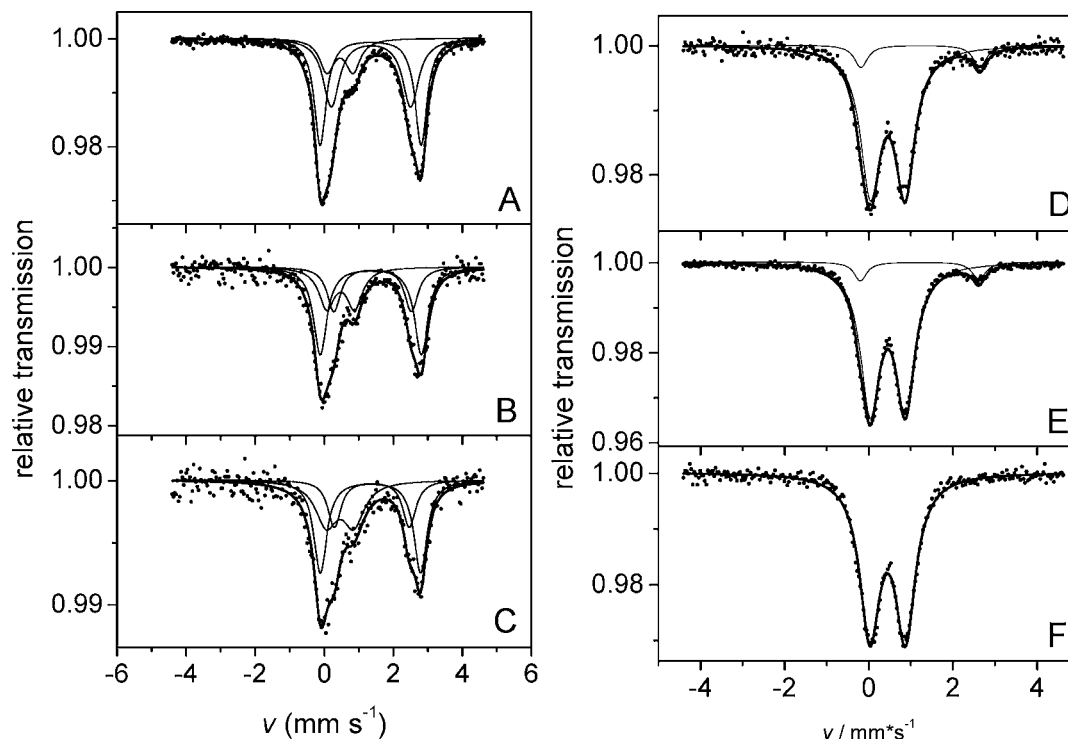 1.00
0.98
A
1.00
0.99
0.98
B
1.00
0.99
C
relative transmission
-6 -4 -2 0 2 4 6
v (mm s⁻¹)
1.00
0.98
D
1.00
0.98
0.96
E
1.00
0.98
F
relative transmission
-4 -2 0 2 4
v / mm*s⁻¹